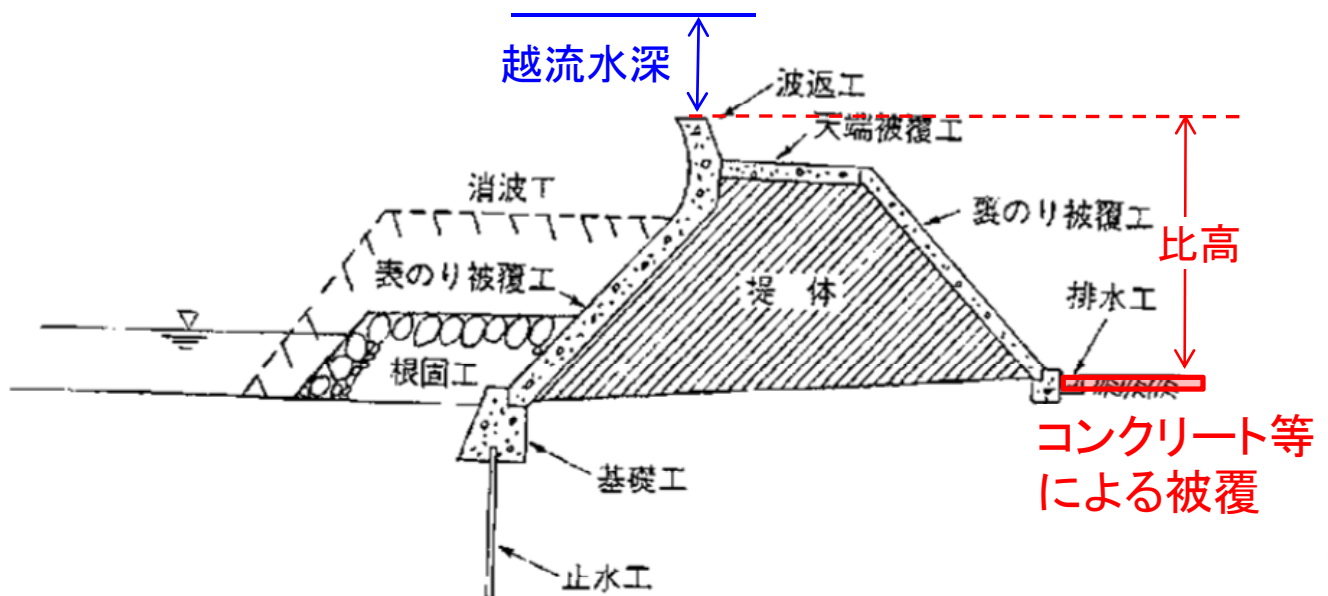 越流水深
波返工
天端被覆工
消波工
裏のり被覆工
比高
表のり被覆工
堤 体
排水工
根固工
コンクリート等
による被覆
基礎工
止水工